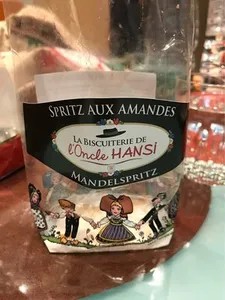 SPRITZ AUX AMANDES
LA BISCUITERIE DE
l'Oncle HANSi
MANDELSPRITZ